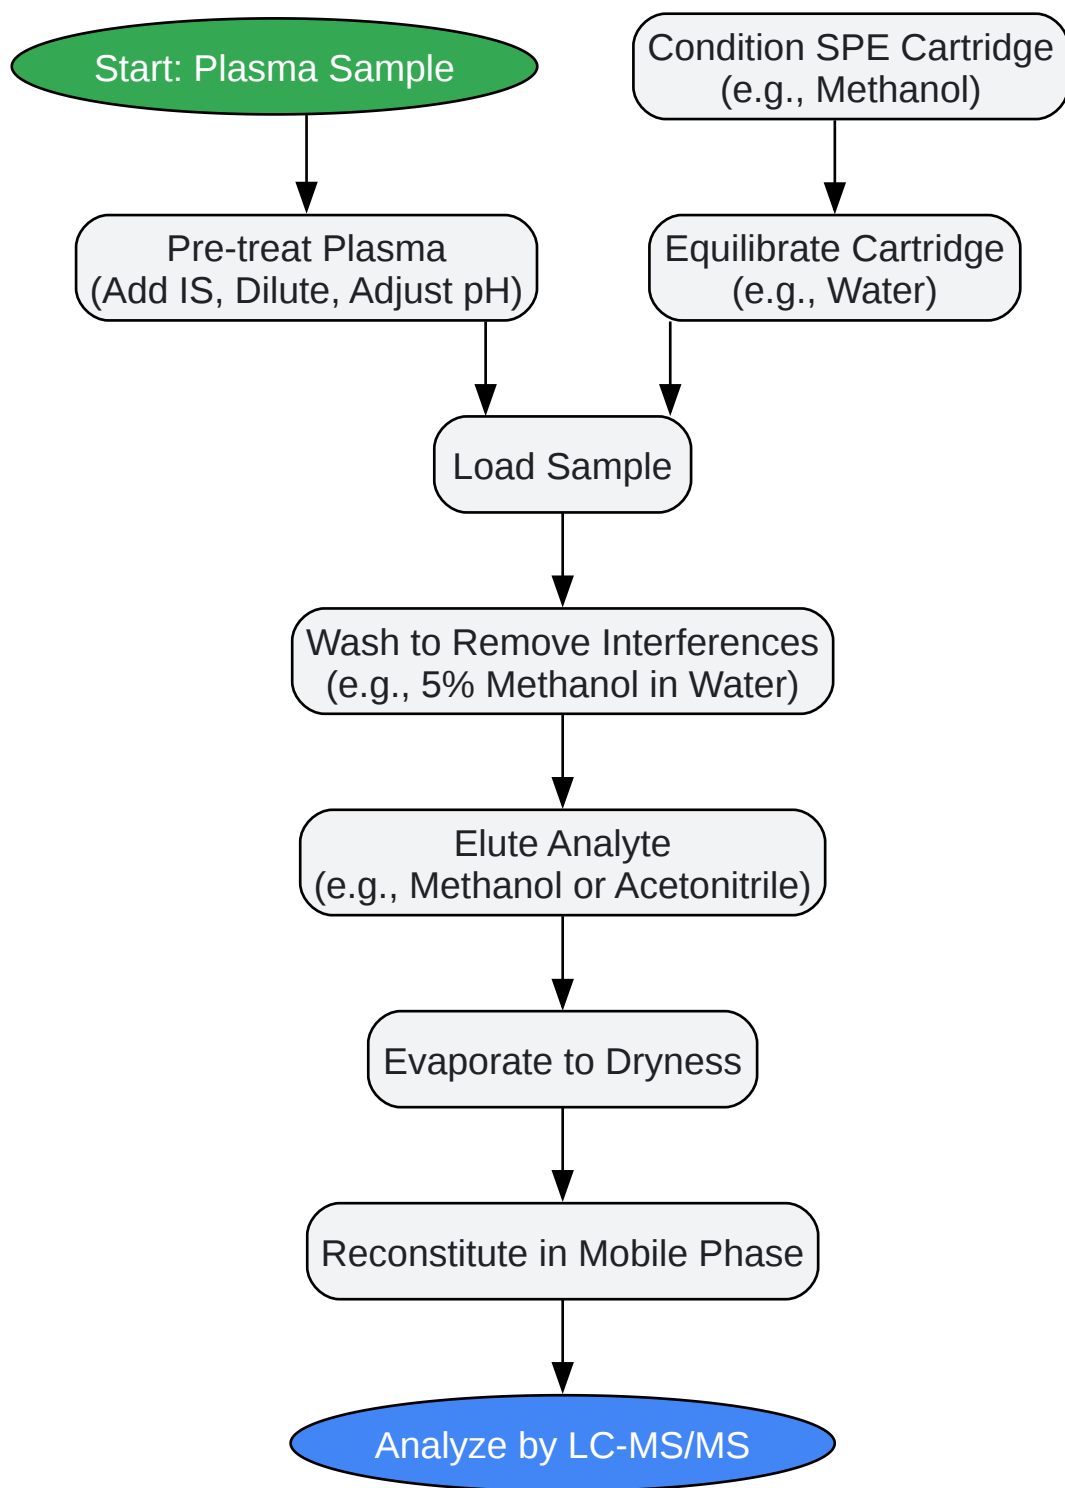 Start: Plasma Sample
Condition SPE Cartridge
(e.g., Methanol)
Pre-treat Plasma
(Add IS, Dilute, Adjust pH)
Equilibrate Cartridge
(e.g., Water)
Load Sample
Wash to Remove Interferences
(e.g., 5% Methanol in Water)
Elute Analyte
(e.g., Methanol or Acetonitrile)
Evaporate to Dryness
Reconstitute in Mobile Phase
Analyze by LC-MS/MS